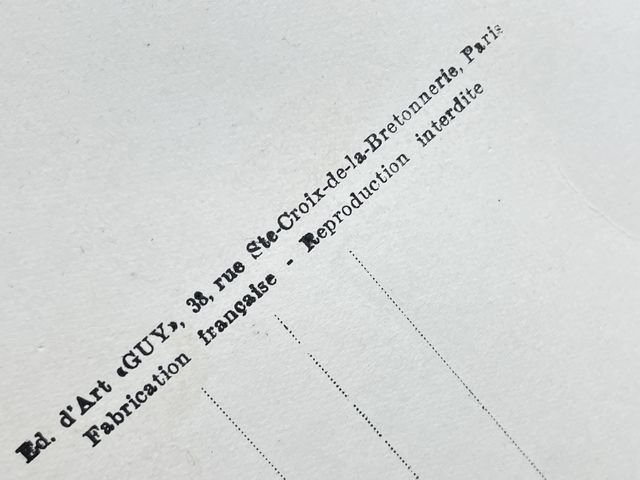 Ed. d'Art «GUY», 38, rue Ste-Croix-de-la-Bretonnerie, Paris
Fabrication française - Reproduction interdite